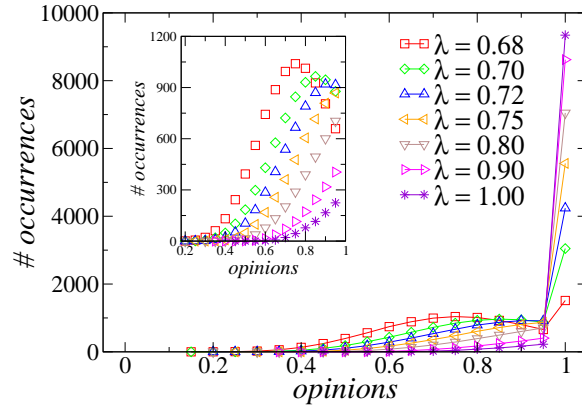 # occurrences
10000
8000
6000
4000
2000
0
0
0.2
0.4
0.6
0.8
1
opinions
# occurrences
1200
900
600
300
0
0.2
0.4
0.6
0.8
1
opinions
λ = 0.68
λ = 0.70
λ = 0.72
λ = 0.75
λ = 0.80
λ = 0.90
λ = 1.00